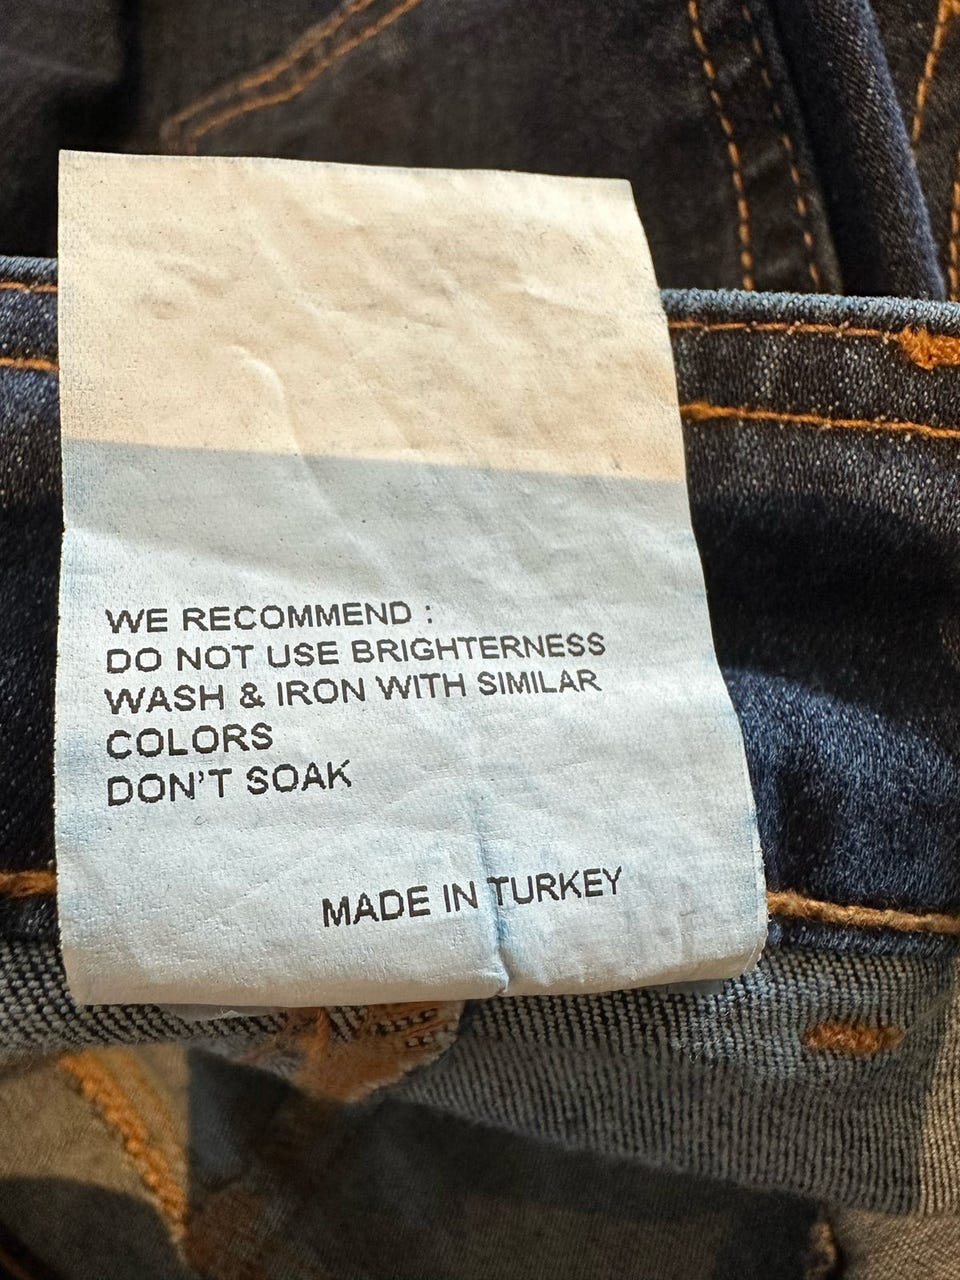 WE RECOMMEND :
DO NOT USE BRIGHTERNESS
WASH & IRON WITH SIMILAR
COLORS
DON'T SOAK
MADE IN TURKEY